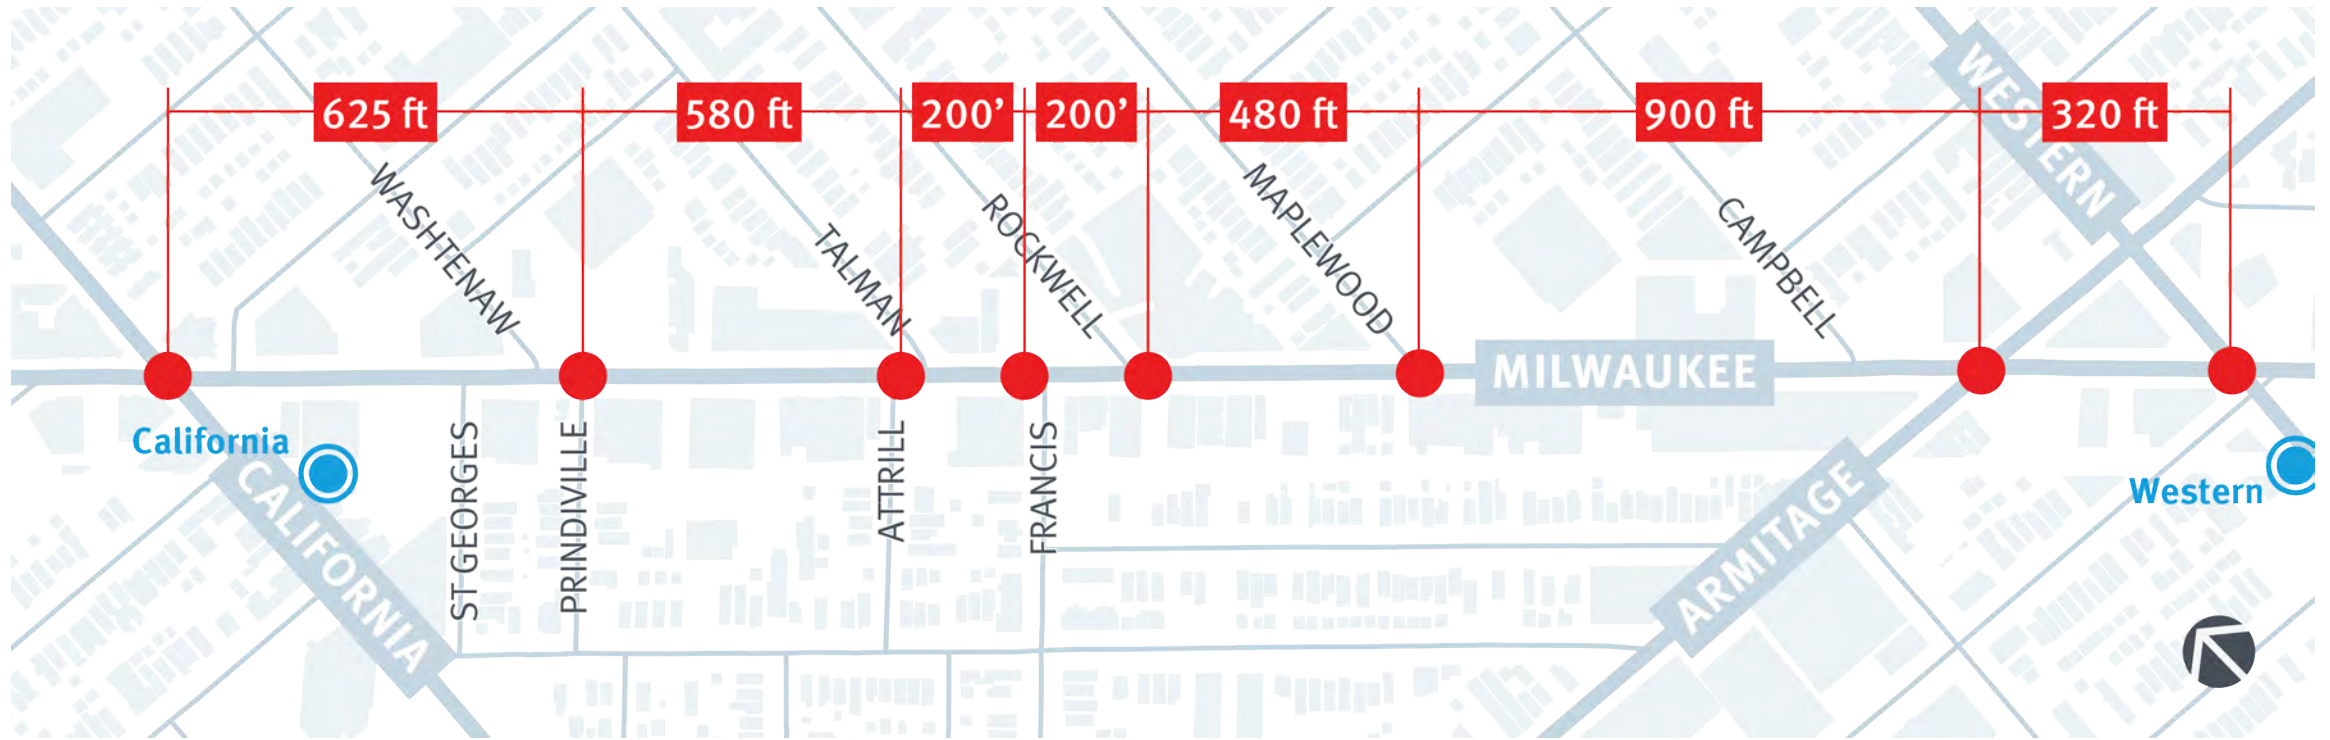 625 ft
580 ft
200’
200’
480 ft
900 ft
320 ft
WESTERN
WASHTENAW
TALMAN
ROCKWELL
MAPLEWOOD
CAMPBELL
MILWAUKEE
California
CALIFORNIA
ST GEORGES
PRINDIVILLE
ATTRILL
FRANCIS
ARMITAGE
Western